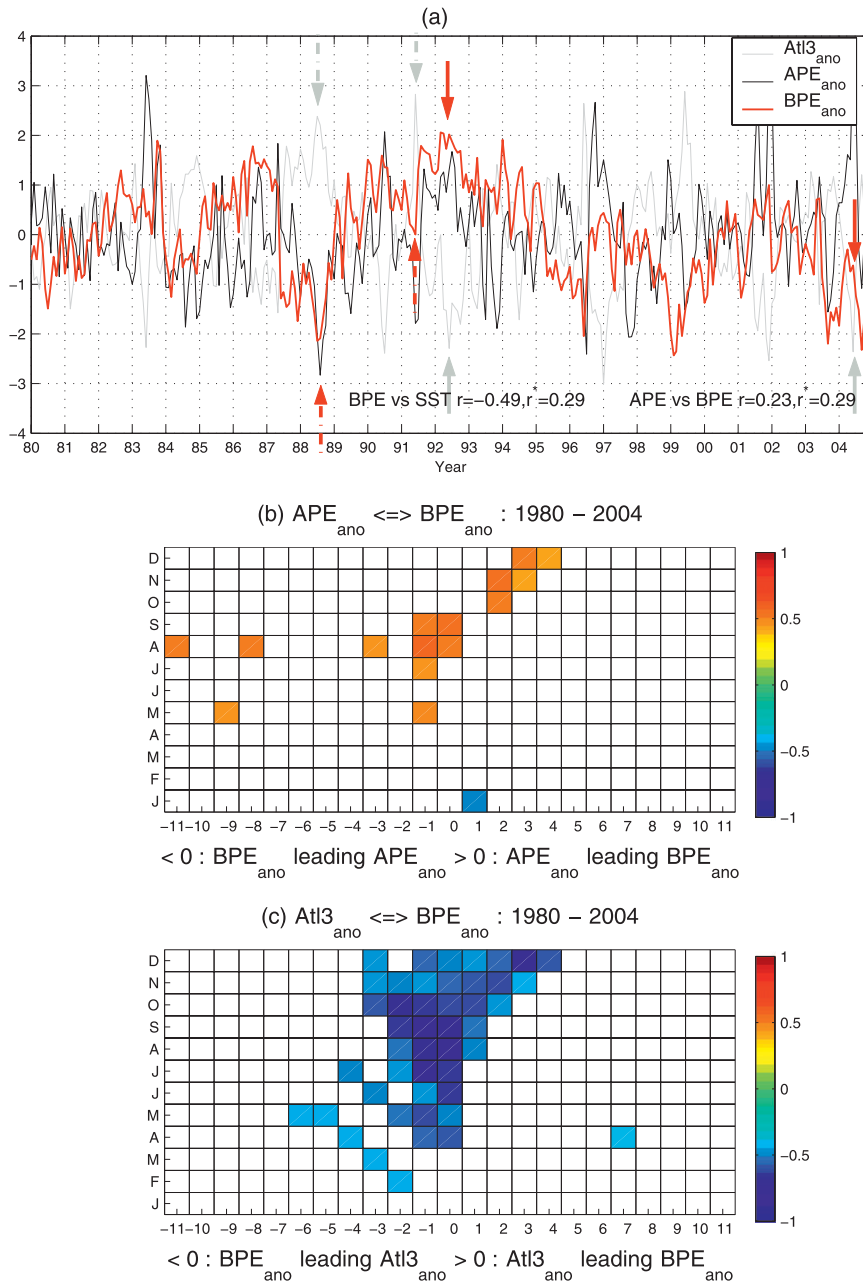 (a)
4
3
2
1
0
−1
−2
−3
−4
Atl3ano
APEano
BPEano
BPE vs SST r=−0.49,r*=0.29
APE vs BPE r=0.23,r*=0.29
80 81 82 83 84 85 86 87 88 89 90 91 92 93 94 95 96 97 98 99 00 01 02 03 04
Year
(b) APEano <=> BPEano : 1980 − 2004
D
N
O
S
A
J
J
M
A
M
F
J
−11 −10 −9 −8 −7 −6 −5 −4 −3 −2 −1 0 1 2 3 4 5 6 7 8 9 10 11
1
0.5
0
−0.5
−1
< 0 : BPEano leading APEano > 0 : APEano leading BPEano
(c) Atl3ano <=> BPEano : 1980 − 2004
D
N
O
S
A
J
J
M
A
M
F
J
−11 −10 −9 −8 −7 −6 −5 −4 −3 −2 −1 0 1 2 3 4 5 6 7 8 9 10 11
1
0.5
0
−0.5
−1
< 0 : BPEano leading Atl3ano > 0 : Atl3ano leading BPEano